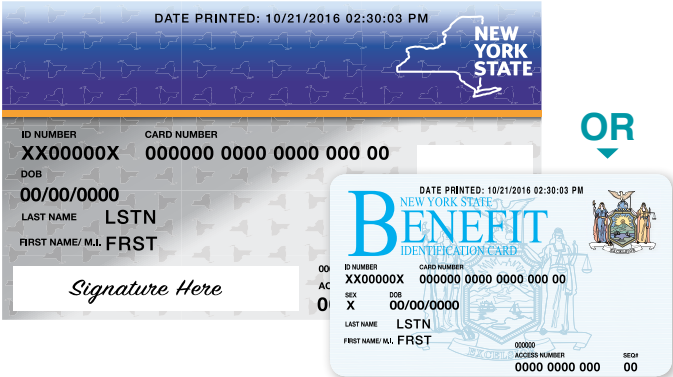 DATE PRINTED: 10/21/2016 02:30:03 PM
NEW
YORK
STATE
ID NUMBER CARD NUMBER
XX00000X 000000 0000 0000 000 00
DOB
00/00/0000
LAST NAME LSTN
FIRST NAME/ M.I. FRST
Signature Here
OR
DATE PRINTED: 10/21/2016 02:30:03 PM
NEW YORK STATE
BENEFIT
IDENTIFICATION CARD
ID NUMBER CARD NUMBER
XX00000X 000000 0000 0000 000 00
SEX DOB
X 00/00/0000
LAST NAME LSTN
FIRST NAME/ M.I. FRST
000000
EXCELSIOR
ACCESS NUMBER SEQ#
0000 0000 000 00